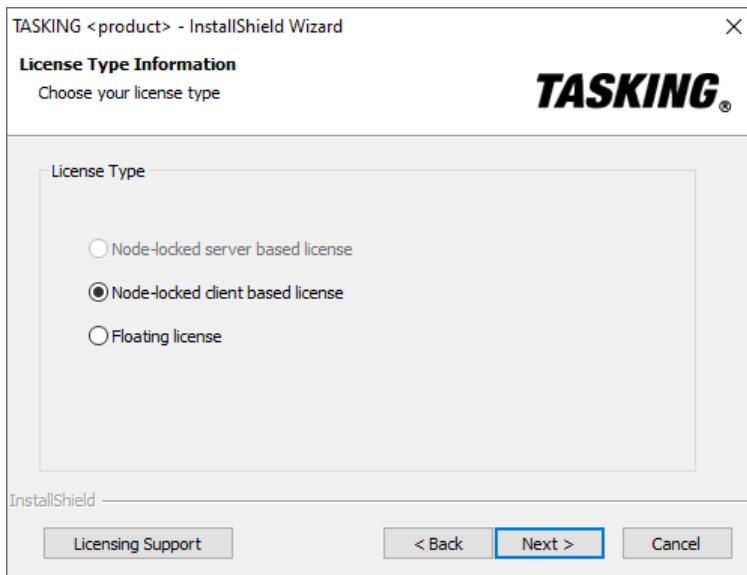 TASKING <product> - InstallShield Wizard
License Type Information
Choose your license type
TASKING®
License Type
Node-locked server based license
Node-locked client based license
Floating license
InstallShield
Licensing Support
< Back
Next >
Cancel